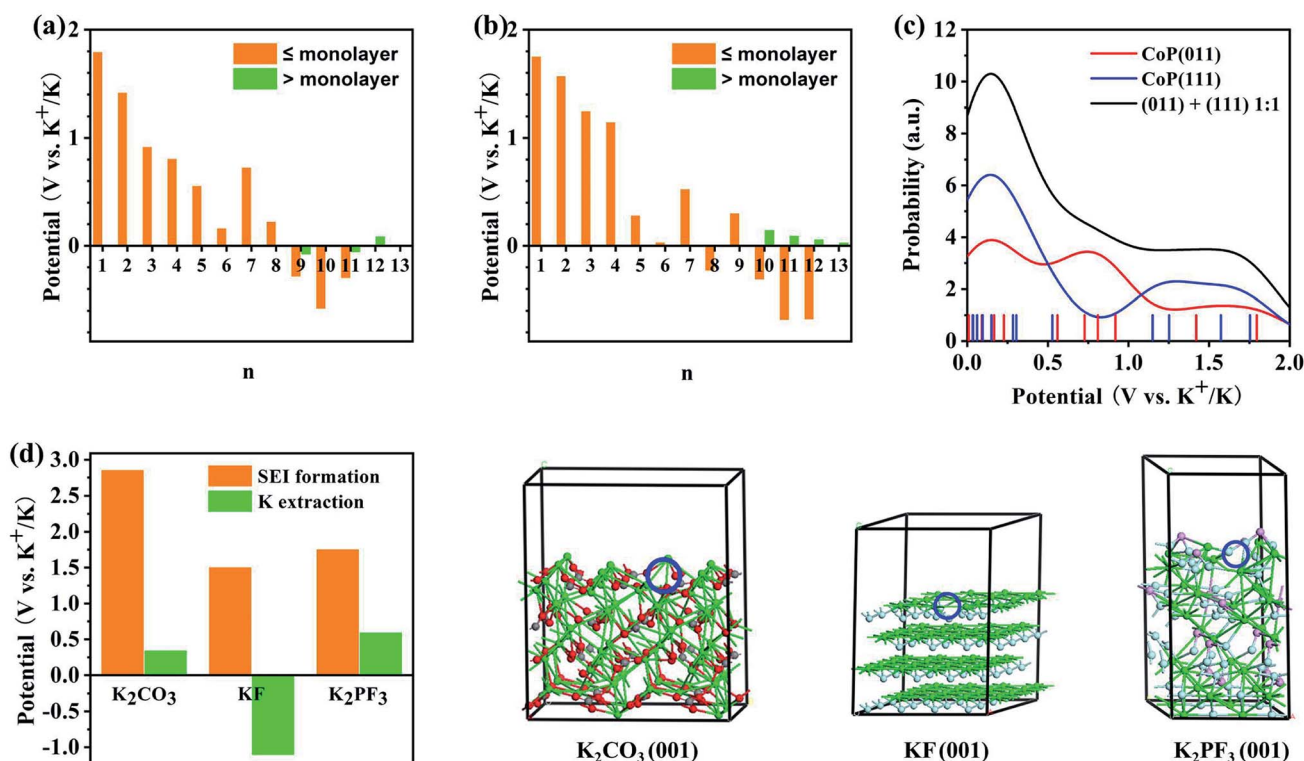 (a)
2
1
0
Potential (V vs. K⁺/K)
≤ monolayer
> monolayer
1 2 3 4 5 6 7 8 9 10 11 12 13
n
(b)
2
1
0
Potential (V vs. K⁺/K)
≤ monolayer
> monolayer
1 2 3 4 5 6 7 8 9 10 11 12 13
n
(c)
12
10
8
6
4
2
0
Probability (a.u.)
CoP(011)
CoP(111)
(011) + (111) 1:1
0.0 0.5 1.0 1.5 2.0
Potential (V vs. K⁺/K)
(d)
3.0
2.5
2.0
1.5
1.0
0.5
0.0
-0.5
-1.0
Potential (V vs. K⁺/K)
SEI formation
K extraction
K₂CO₃ KF K₂PF₃
K₂CO₃(001)
KF(001)
K₂PF₃(001)